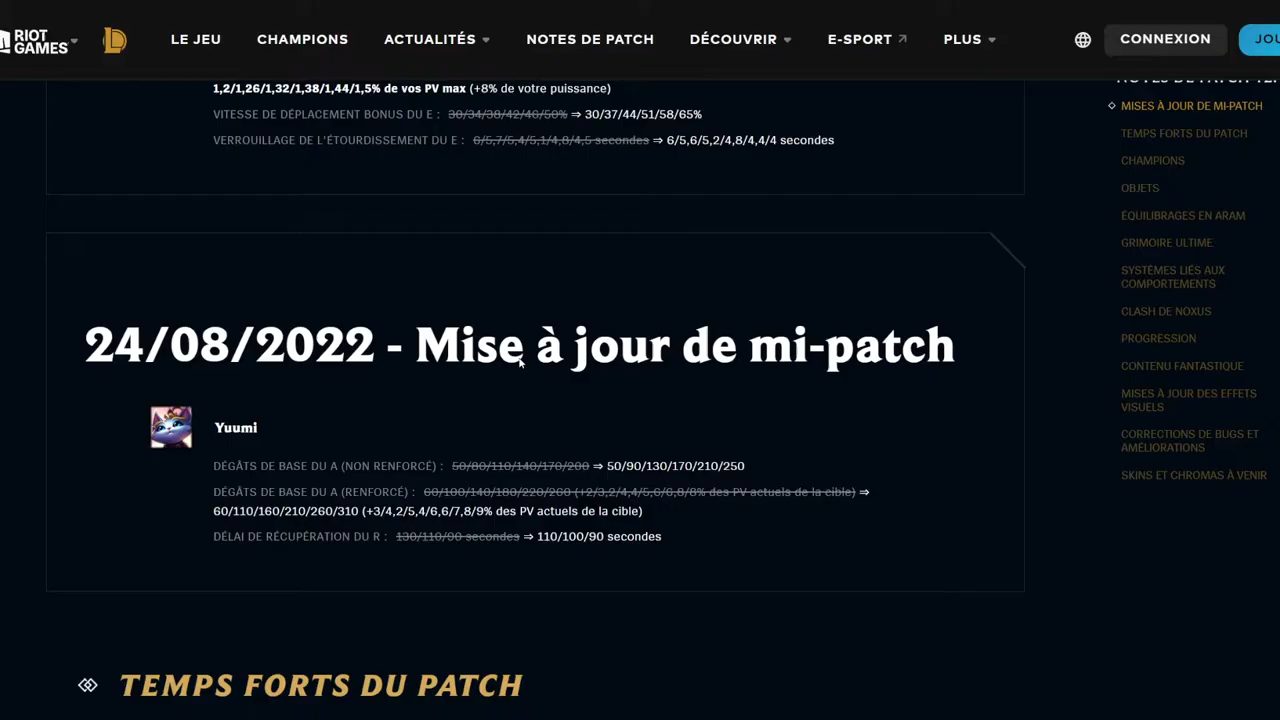 RIOT GAMES
LE JEU
CHAMPIONS
ACTUALITÉS
NOTES DE PATCH
DÉCOUVRIR
E-SPORT
PLUS
CONNEXION
1,2/1,26/1,32/1,38/1,44/1,5% de vos PV max (+8% de votre puissance)
VITESSE DE DÉPLACEMENT BONUS DU E : 30/34/38/42/46/50% ⇒ 30/37/44/51/58/65%
VERROUILLAGE DE L'ÉTOURDISSEMENT DU E : 6/5,7/5,4/5,1/4,8/4,5 secondes ⇒ 6/5,6/5,2/4,8/4,4/4 secondes
24/08/2022 - Mise à jour de mi-patch
Yuumi
DÉGÂTS DE BASE DU A (NON RENFORCÉ) : 50/80/110/140/170/200 ⇒ 50/90/130/170/210/250
DÉGÂTS DE BASE DU A (RENFORCÉ) : 60/100/140/180/220/260 (+2/3,2/4,4/5,6/6,8/8% des PV actuels de la cible) ⇒
60/110/160/210/260/310 (+3/4,2/5,4/6,6/7,8/9% des PV actuels de la cible)
DÉLAI DE RÉCUPÉRATION DU R : 130/110/90 secondes ⇒ 110/100/90 secondes
TEMPS FORTS DU PATCH
MISES À JOUR DE MI-PATCH
TEMPS FORTS DU PATCH
CHAMPIONS
OBJETS
ÉQUILIBRAGES EN ARAM
GRIMOIRE ULTIME
SYSTÈMES LIÉS AUX
COMPORTEMENTS
CLASH DE NOXUS
PROGRESSION
CONTENU FANTASTIQUE
MISES À JOUR DES EFFETS
VISUELS
CORRECTIONS DE BUGS ET
AMÉLIORATIONS
SKINS ET CHROMAS À VENIR